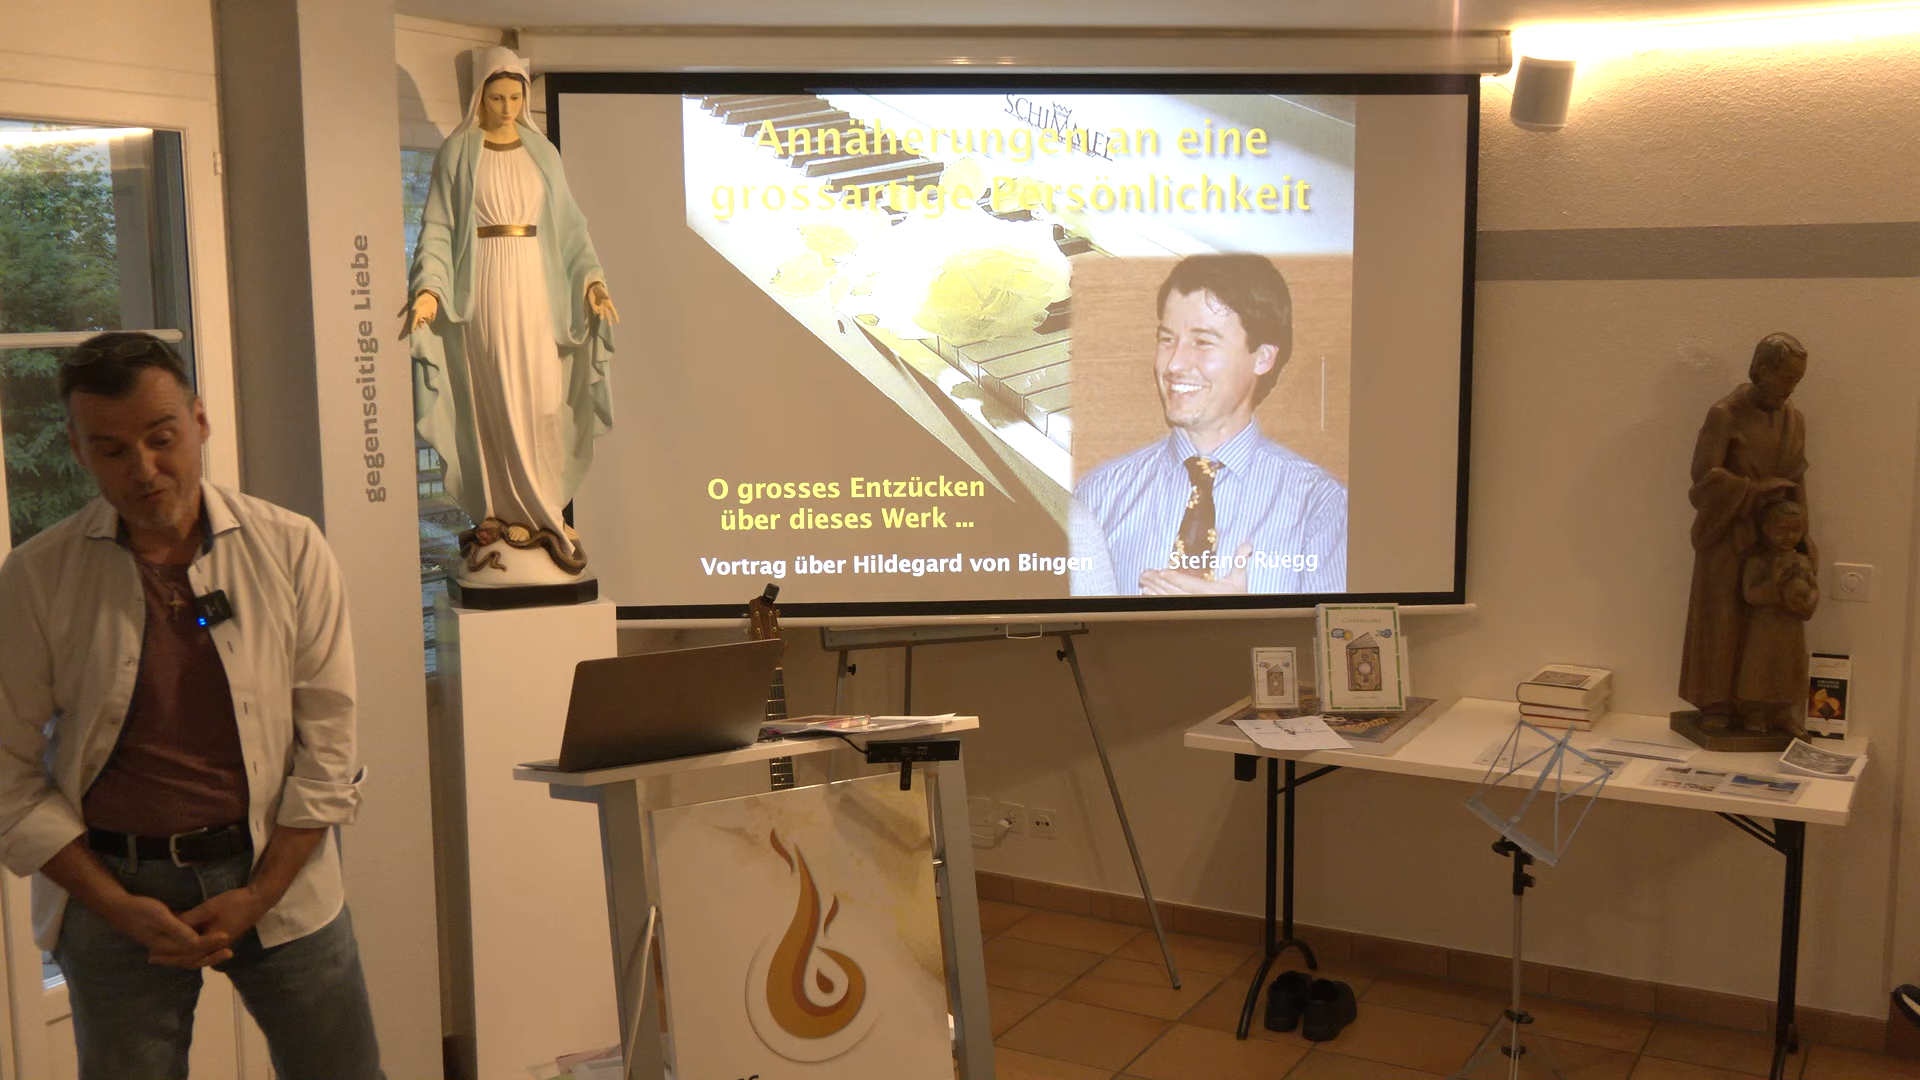 gegenseitige Liebe
SCHIMMEL
Annäherungen an eine
grossartige Persönlichkeit
O grosses Entzücken
über dieses Werk ...
Vortrag über Hildegard von Bingen
Stefano Rüegg